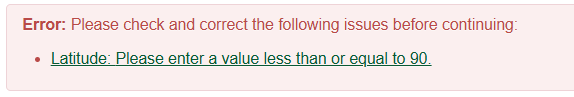 Error: Please check and correct the following issues before continuing:
• Latitude: Please enter a value less than or equal to 90.